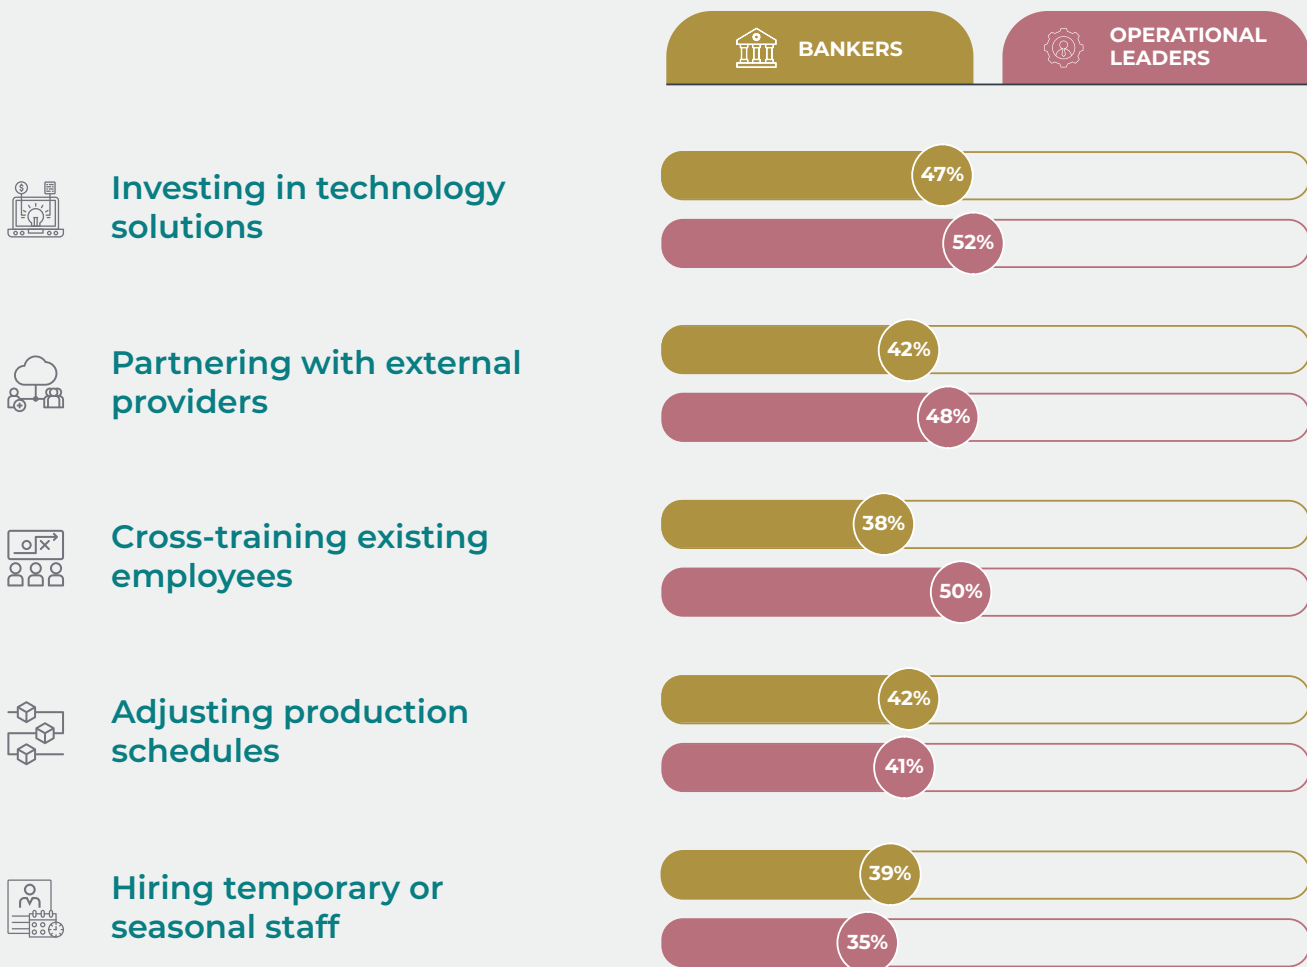 BANKERS
OPERATIONAL
LEADERS
Investing in technology
solutions
47%
52%
Partnering with external
providers
42%
48%
Cross-training existing
employees
38%
50%
Adjusting production
schedules
42%
41%
Hiring temporary or
seasonal staff
39%
35%